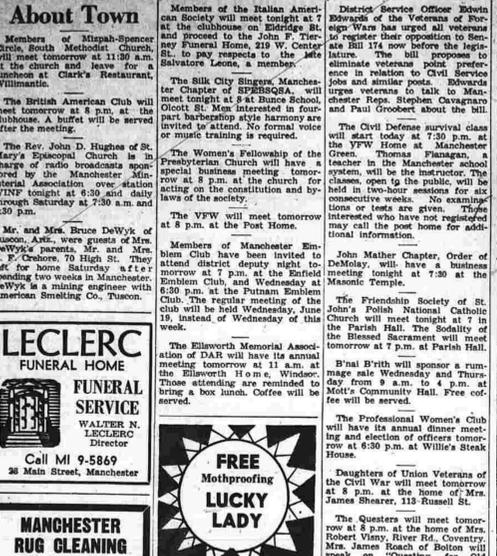 About Town
Members of Mizpah-Spencer
Circle, South Methodist Church,
will meet tomorrow at 11:30 a.m.
the church and leave for a
luncheon at Clark's Restaurant,
Willimantic.
The British American Club will
meet tomorrow at 8 p.m. at the
clubhouse. A buffet will be served
after the meeting.
The Rev. John D. Hughes of St.
Mary's Episcopal Church is in
charge of radio broadcasts spon-
ored by the Manchester Min-
isterial Association over station
WINF tonight at 6:30 and daily
through Saturday at 7:30 a.m. and
:30 p.m.
Mr. and Mrs. Bruce DeWyk of
Tuscon, Ariz., were guests of Mrs.
DeWyk's parents, Mr. and Mrs.
F. Crehore, 70 High St. They
left for home Saturday after
spending two weeks in Manchester.
DeWyk is a mining engineer with
American Smelting Co., Tuscon.
LECLERC
FUNERAL HOME
FUNERAL
SERVICE
WALTER N.
LECLERC
Director
Call MI 9-5869
Main Street, Manchester
MANCHESTER
RUG CLEANING
Members of the Italian Ameri-
can Society will meet tonight at 7
at the clubhouse on Eldridge St.
and proceed to the John F. Tier-
ney Funeral Home, 219 W. Center
St. to pay respects to the late
Salvatore Leone, a member.
The Silk City Singers, Manches-
ter Chapter of SPEBSQSA, will
meet tonight at 8 at Bunce School,
Olcott St. Men interested in four-
part barbershop style harmony are
invited to attend. No formal voice
or music training is required.
The Women's Fellowship of the
Presbyterian Church will have a
special business meeting tomor-
row at 8 p.m. at the church for
acting on the constitution and by-
laws of the society.
The VFW will meet tomorrow
at 8 p.m. at the Post Home.
Members of Manchester Em-
blem Club have been invited to
attend district deputy night to-
morrow at 7 p.m. at the Enfield
Emblem Club, and Wednesday at
6:30 p.m. at the Putnam Emblem
Club. The regular meeting of the
club will be held Wednesday, June
19, instead of Wednesday of this
week.
The Ellsworth Memorial Associ-
ation of DAR will have its annual
meeting tomorrow at 11 a.m. at
the Ellsworth Home, Windsor.
Those attending are reminded to
bring a box lunch. Coffee will be
served.
FREE
Mothproofing
LUCKY
LADY
District Service Officer Edwin
Edwards of the Veterans of For-
eign Wars has urged all veterans
to register their opposition to Sen-
ate Bill 174 now before the legis-
lature. The bill proposes to
eliminate veterans point prefer-
ence in relation to Civil Service
jobs and similar posts. Edwards
urges veterans to talk to Man-
chester Reps. Stephen Cavagnaro
and Paul Groobert about the bill.
The Civil Defense survival class
will start today at 7:30 p.m. at
the YFW Home at Manchester
Green. Thomas Flanagan, a
teacher in the Manchester school
system, will be the instructor. The
classes, open to the public, will be
held in two-hour sessions for six
consecutive weeks. No examina-
tions or tests are given. Those
interested who have not registered
may call the post home for addi-
tional information.
John Mather Chapter, Order of
DeMolay, will have a business
meeting tonight at 7:30 at the
Masonic Temple.
The Friendship Society of St.
John's Polish National Catholic
Church will meet tonight at 7 in
the Parish Hall. The Sodality of
the Blessed Sacrament will meet
tomorrow at 7 p.m. at Parish Hall.
B'nai B'rith will sponsor a rum-
mage sale Wednesday and Thurs-
day from 9 a.m. to 4 p.m. at
Mott's Community Hall. Free cof-
fee will be served.
The Professional Women's Club
will have its annual dinner meet-
ing and election of officers tomor-
row at 6:30 p.m. at Willie's Steak
House.
Daughters of Union Veterans of
the Civil War will meet tomorrow
at 8 p.m. at the home of Mrs.
James Shearer, 113 Russell St.
The Questers will meet tomor-
row at 8 p.m. at the home of Mrs.
Robert Visny, River Rd., Coventry.
Mrs. James Roach of Bolton will